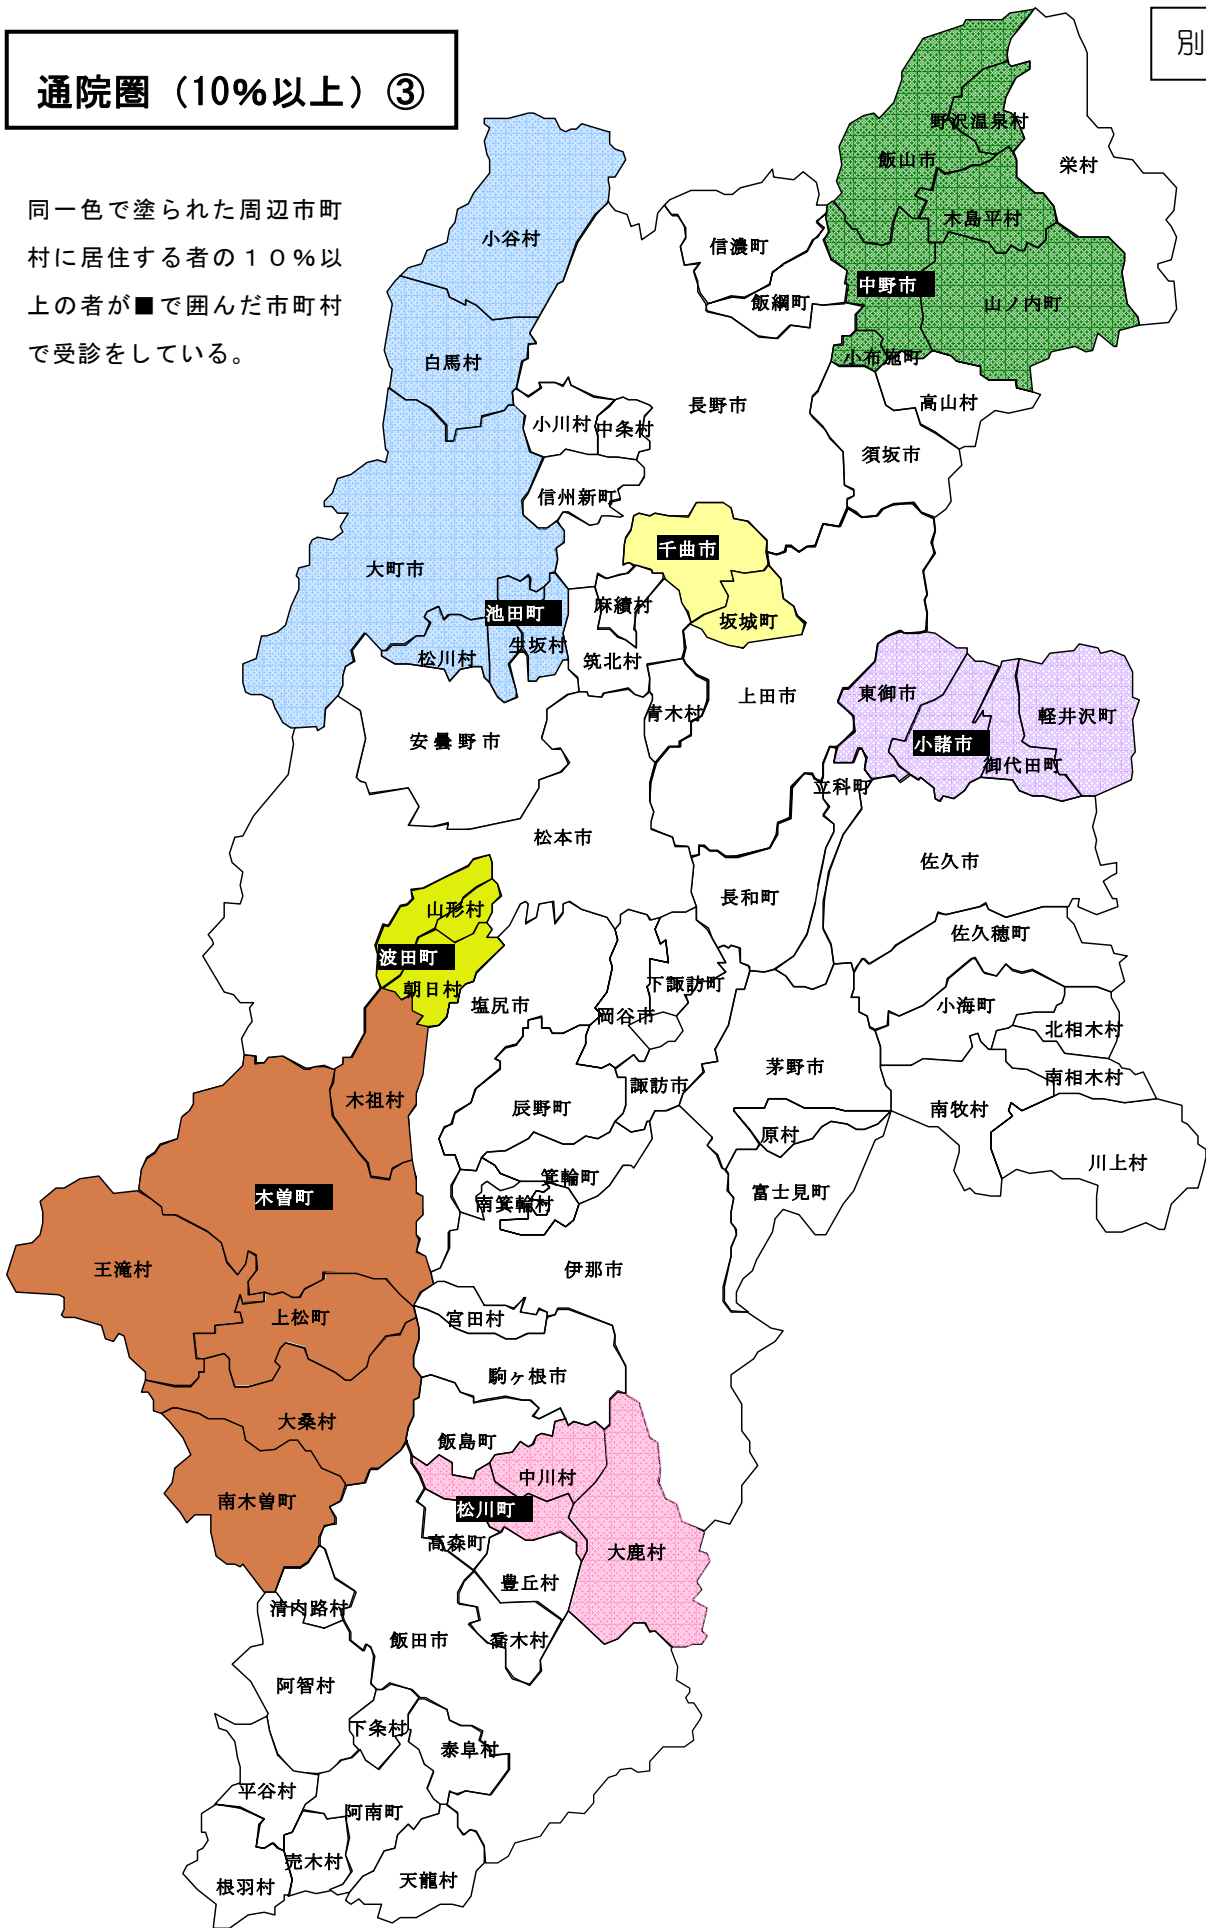 別
通院圏（10%以上）③
同一色で塗られた周辺市町
村に居住する者の１０％以
上の者が■で囲んだ市町村
で受診をしている。
野沢温泉村
飯山市
栄村
木島平村
小谷村
信濃町
中野市
飯綱町
山ノ内町
小布施町
白馬村
高山村
長野市
小川村
中条村
須坂市
信州新町
千曲市
大町市
麻績村
池田町
坂城町
生坂村
松川村
筑北村
上田市
東御市
青木村
軽井沢町
安曇野市
小諸市
御代田町
立科町
松本市
佐久市
長和町
山形村
佐久穂町
波田町
下諏訪町
朝日村
塩尻市
小海町
岡谷市
北相木村
茅野市
南相木村
諏訪市
木祖村
辰野町
南牧村
原村
川上村
箕輪町
富士見町
木曽町
南箕輪村
王滝村
伊那市
上松町
宮田村
駒ヶ根市
大桑村
飯島町
中川村
南木曽町
松川町
高森町
大鹿村
豊丘村
清内路村
飯田市
喬木村
阿智村
下条村
泰阜村
平谷村
阿南町
売木村
天龍村
根羽村